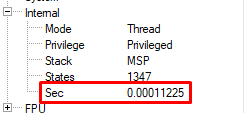 Internal
Mode Thread
Privilege Privileged
Stack MSP
States 1347
Sec 0.00011225
FPU